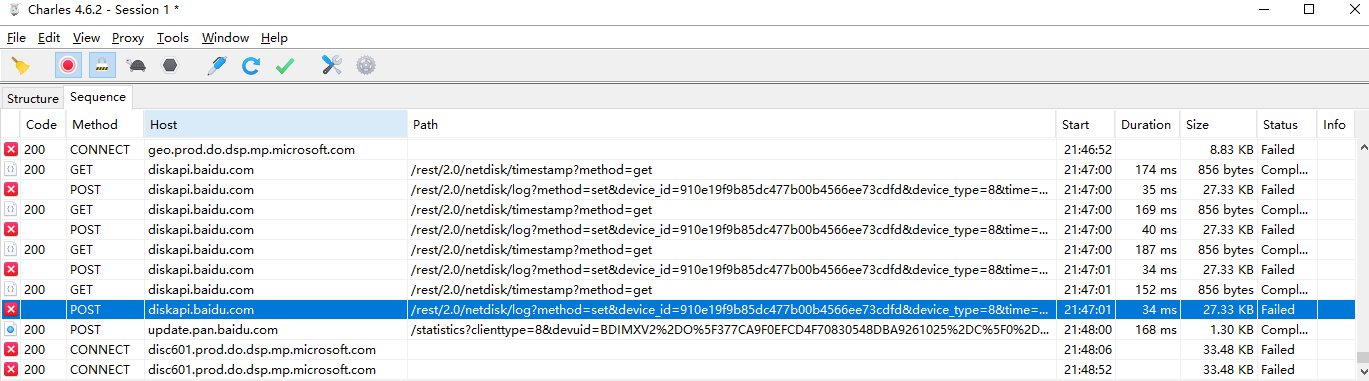 Charles 4.6.2 - Session 1 *
File Edit View Proxy Tools Window Help
Structure Sequence
Code Method Host Path Start Duration Size Status Info
200 CONNECT geo.prod.do.dsp.mp.microsoft.com 21:46:52 8.83 KB Failed
200 GET diskapi.baidu.com /rest/2.0/netdisk/timestamp?method=get 21:47:00 174 ms 856 bytes Compl...
POST diskapi.baidu.com /rest/2.0/netdisk/log?method=set&device_id=910e19f9b85dc477b00b4566ee73cdfd&device_type=8&time=... 21:47:00 35 ms 27.33 KB Failed
200 GET diskapi.baidu.com /rest/2.0/netdisk/timestamp?method=get 21:47:00 169 ms 856 bytes Compl...
POST diskapi.baidu.com /rest/2.0/netdisk/log?method=set&device_id=910e19f9b85dc477b00b4566ee73cdfd&device_type=8&time=... 21:47:00 40 ms 27.33 KB Failed
200 GET diskapi.baidu.com /rest/2.0/netdisk/timestamp?method=get 21:47:00 187 ms 856 bytes Compl...
POST diskapi.baidu.com /rest/2.0/netdisk/log?method=set&device_id=910e19f9b85dc477b00b4566ee73cdfd&device_type=8&time=... 21:47:01 34 ms 27.33 KB Failed
200 GET diskapi.baidu.com /rest/2.0/netdisk/timestamp?method=get 21:47:01 152 ms 856 bytes Compl...
POST diskapi.baidu.com /rest/2.0/netdisk/log?method=set&device_id=910e19f9b85dc477b00b4566ee73cdfd&device_type=8&time=... 21:47:01 34 ms 27.33 KB Failed
200 POST update.pan.baidu.com /statistics?clienttype=8&devuid=BDIMXV2%2DO%5F377CA9F0EFCD4F70830548DBA9261025%2DC%5F0%2D... 21:48:00 168 ms 1.30 KB Compl...
200 CONNECT disc601.prod.do.dsp.mp.microsoft.com 21:48:06 33.48 KB Failed
200 CONNECT disc601.prod.do.dsp.mp.microsoft.com 21:48:52 33.48 KB Failed